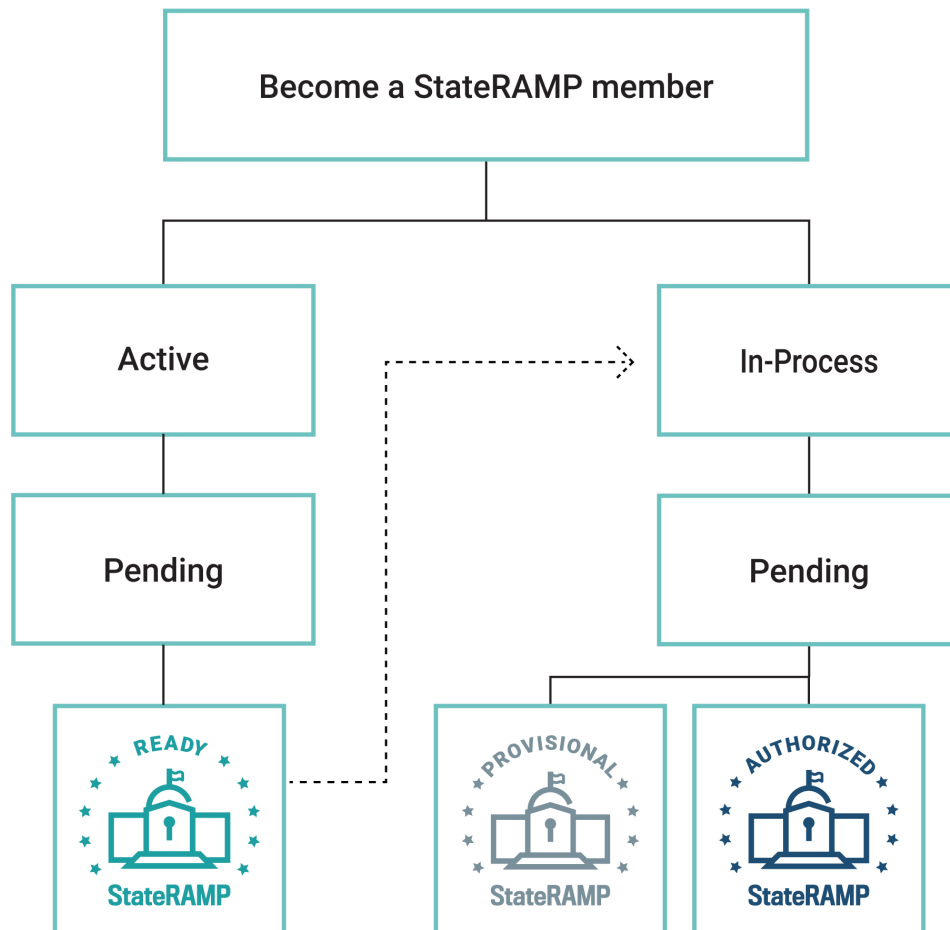 Become a StateRAMP member
Active
In-Process
Pending
Pending
READY
StateRAMP
PROVISIONAL
StateRAMP
AUTHORIZED
StateRAMP